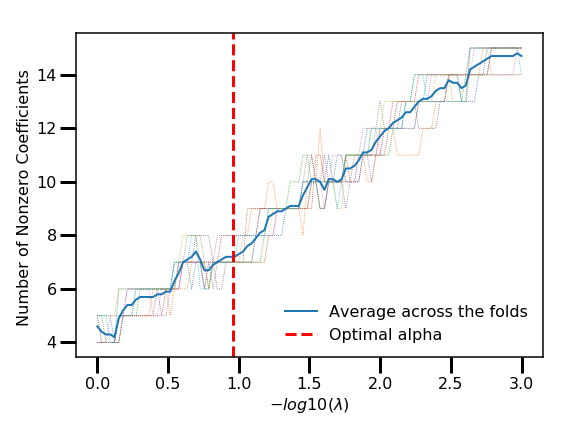 Number of Nonzero Coefficients
14
12
10
8
6
4
Average across the folds
Optimal alpha
0.0 0.5 1.0 1.5 2.0 2.5 3.0
−log10(λ)